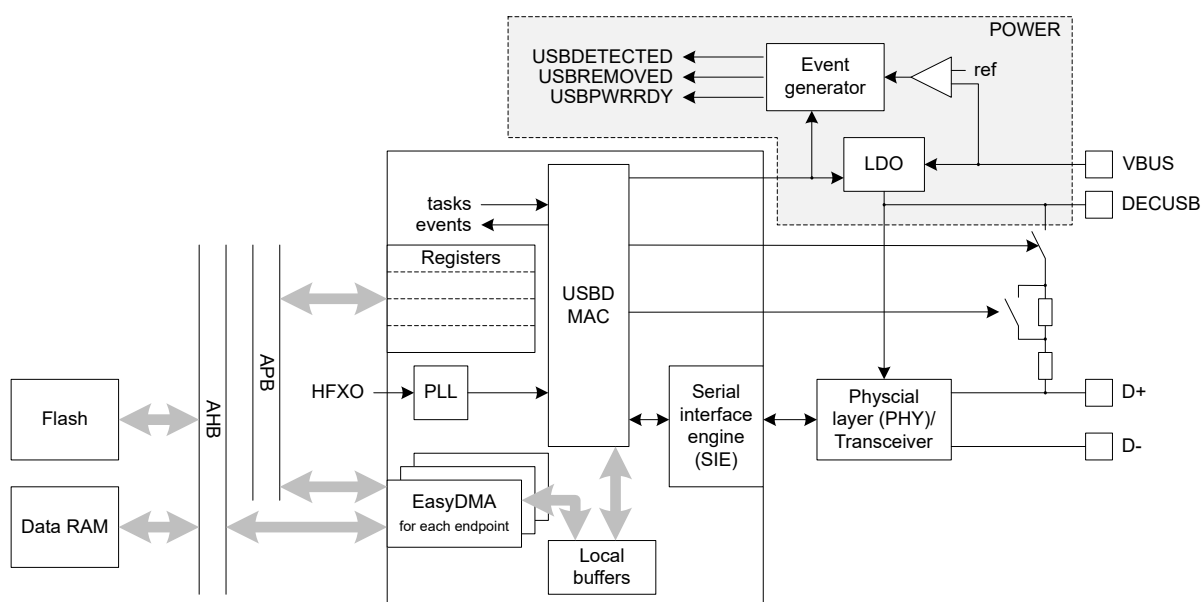 POWER
USBDETECTED
USBREMOVED
USBPWRRDY
Event
generator
ref
LDO
VBUS
DECUSB
tasks
events
Registers
USBD
MAC
APB
AHB
HFXO
PLL
Serial
interface
engine
(SIE)
Physcial
layer (PHY)/
Transceiver
D+
D-
Flash
Data RAM
EasyDMA
for each endpoint
Local
buffers